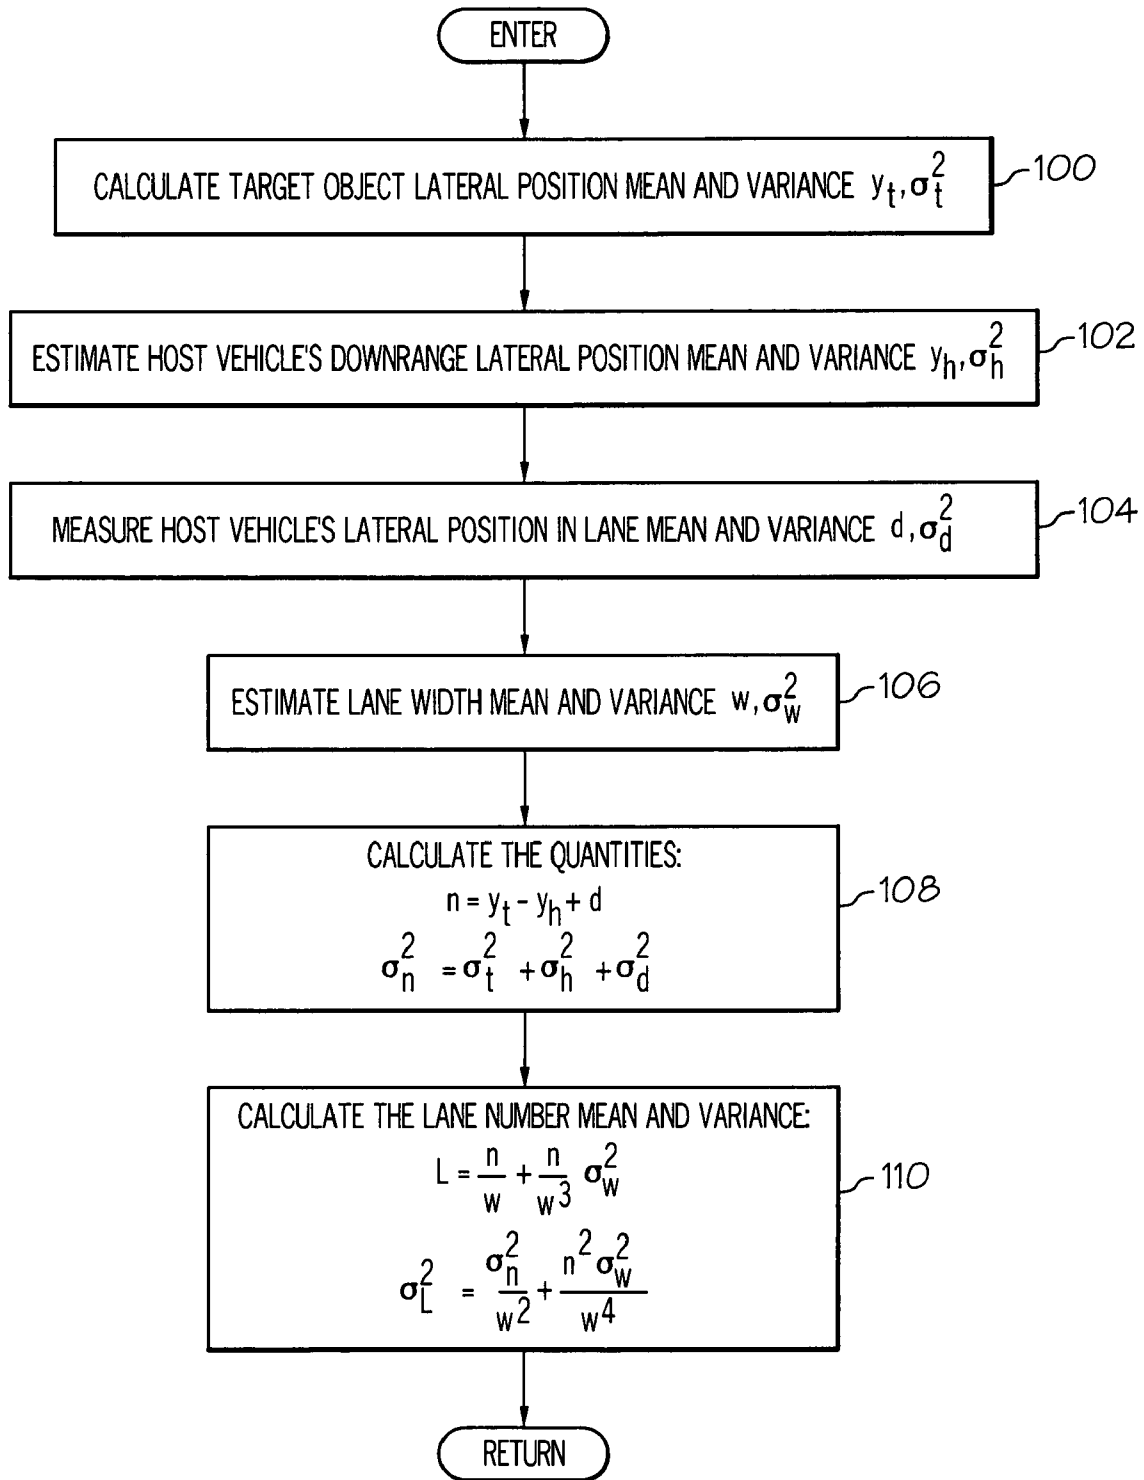 ENTER
CALCULATE TARGET OBJECT LATERAL POSITION MEAN AND VARIANCE y_t, σ_t^2
100
ESTIMATE HOST VEHICLE'S DOWNRANGE LATERAL POSITION MEAN AND VARIANCE y_h, σ_h^2
102
MEASURE HOST VEHICLE'S LATERAL POSITION IN LANE MEAN AND VARIANCE d, σ_d^2
104
ESTIMATE LANE WIDTH MEAN AND VARIANCE w, σ_w^2
106
CALCULATE THE QUANTITIES:
n = y_t - y_h + d
σ_n^2 = σ_t^2 + σ_h^2 + σ_d^2
108
CALCULATE THE LANE NUMBER MEAN AND VARIANCE:
L = n/w + n/w^3 σ_w^2
σ_L^2 = σ_n^2/w^2 + n^2 σ_w^2/w^4
110
RETURN